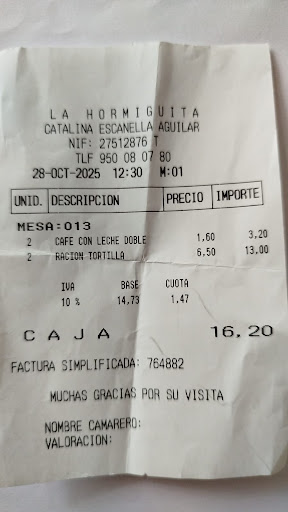 LA HORMIGUITA
CATALINA ESCANELLA AGUILAR
NIF: 27512876 T
TLF 950 08 07 80
28-OCT-2025 12:30 M:01
UNID. DESCRIPCION PRECIO IMPORTE
MESA:013
2 CAFE CON LECHE DOBLE 1,60 3,20
2 RACION TORTILLA 6.50 13.00
IVA BASE CUOTA
10 % 14,73 1.47
CAJA 16.20
FACTURA SIMPLIFICADA: 764882
MUCHAS GRACIAS POR SU VISITA
NOMBRE CAMARERO:
VALORACION: